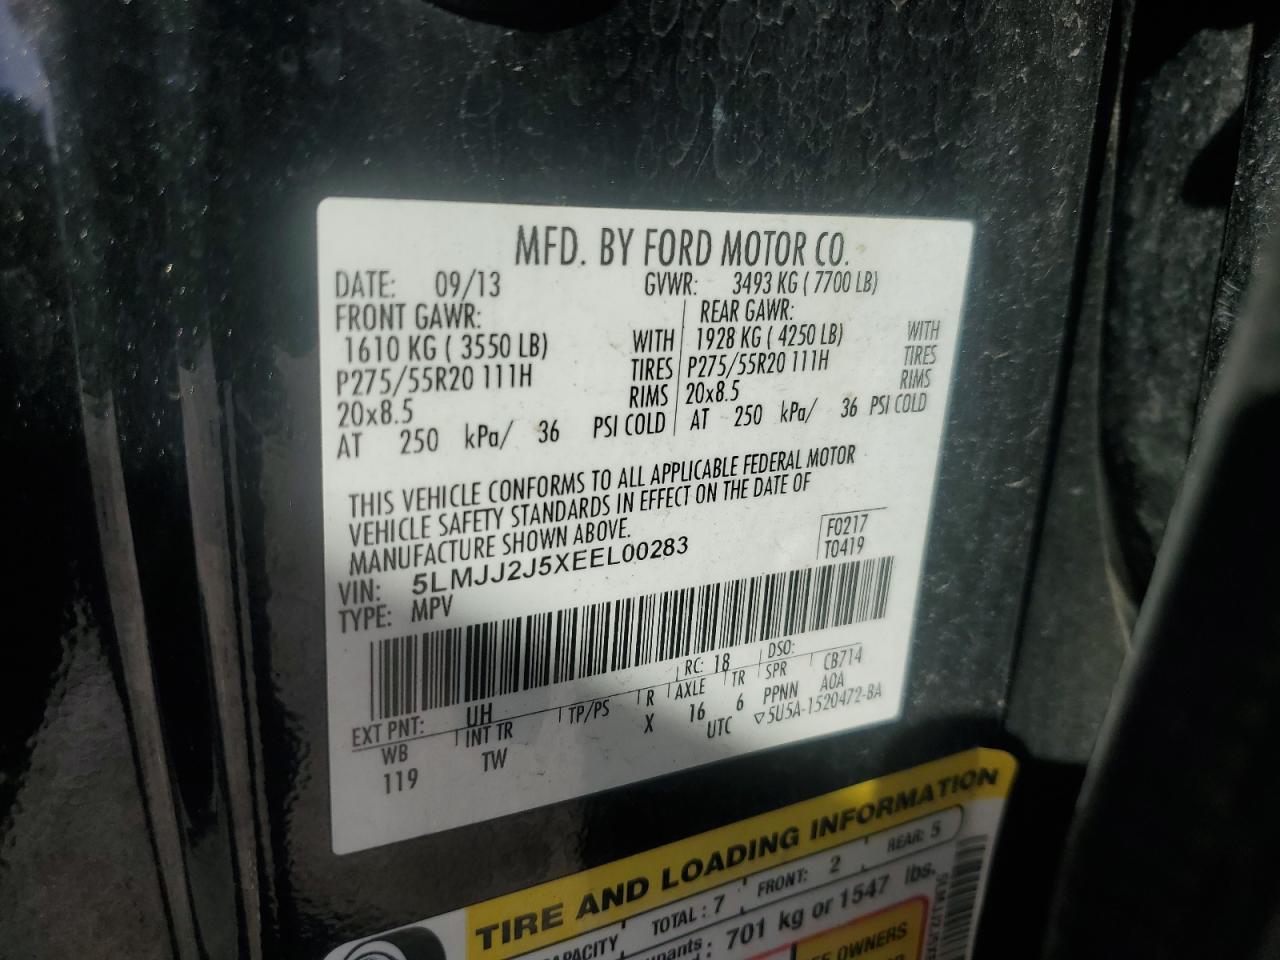 MFD. BY FORD MOTOR CO.
DATE: 09/13 GVWR: 3493 KG ( 7700 LB)
FRONT GAWR: REAR GAWR:
1610 KG ( 3550 LB) WITH 1928 KG ( 4250 LB) WITH
P275/55R20 111H TIRES P275/55R20 111H TIRES
20x8.5 RIMS 20x8.5 RIMS
AT 250 kPa/ 36 PSI COLD AT 250 kPa/ 36 PSI COLD
THIS VEHICLE CONFORMS TO ALL APPLICABLE FEDERAL MOTOR
VEHICLE SAFETY STANDARDS IN EFFECT ON THE DATE OF
MANUFACTURE SHOWN ABOVE.
F0217
T0419
VIN: 5LMJJ2J5XEEL00283
TYPE: MPV
EXT PNT: UH RC: 18 DSO:
WB INT TR TP/PS R AXLE TR SPR CB714
119 TW X 16 6 PPNN A0A
UTC ▽5U5A-1520472-BA
TIRE AND LOADING INFORMATION
TOTAL: 7 FRONT: 2 REAR: 5
701 kg or 1547 lbs.
OWNERS